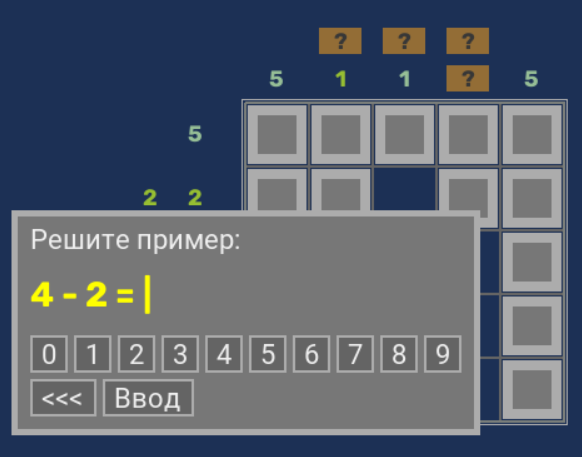 ? ? ?
5 1 1 ? 5
5
2 2
Решите пример:
4 - 2 =
0 1 2 3 4 5 6 7 8 9
<<< Ввод